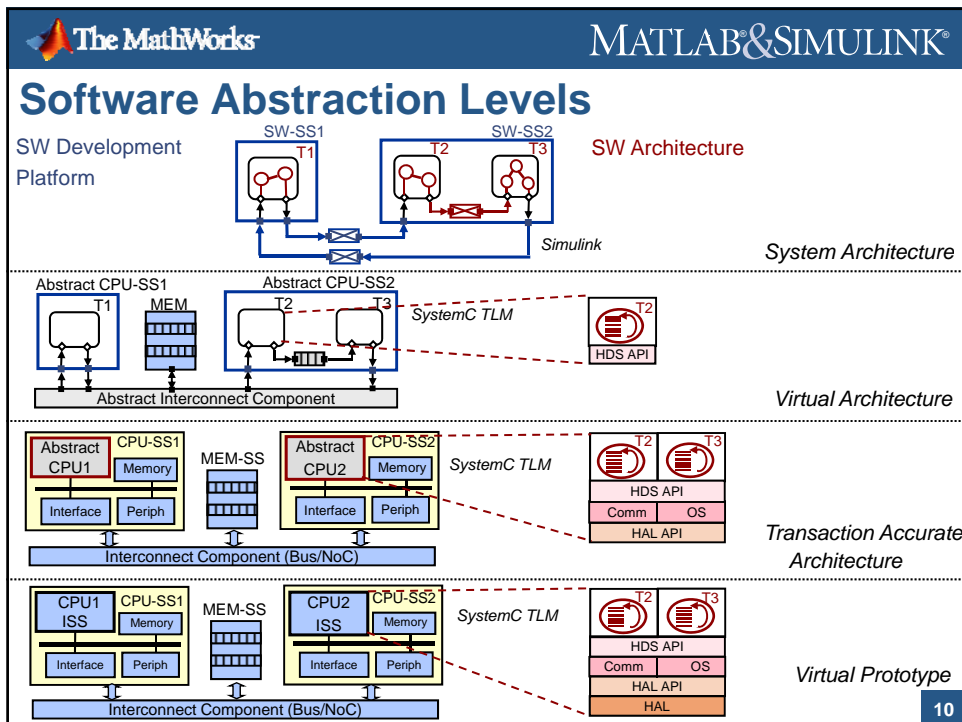 The MathWorks
MATLAB®&SIMULINK®
Software Abstraction Levels
SW Development
Platform
SW-SS1
T1
SW-SS2
T2
T3
SW Architecture
Simulink
System Architecture
Abstract CPU-SS1
T1
MEM
Abstract CPU-SS2
T2
T3
SystemC TLM
T2
HDS API
Abstract Interconnect Component
Virtual Architecture
Abstract
CPU1
CPU-SS1
Memory
Interface
Periph
MEM-SS
Abstract
CPU2
CPU-SS2
Memory
Interface
Periph
SystemC TLM
T2
T3
HDS API
Comm
OS
HAL API
Interconnect Component (Bus/NoC)
Transaction Accurate
Architecture
CPU1
ISS
CPU-SS1
Memory
Interface
Periph
MEM-SS
CPU2
ISS
CPU-SS2
Memory
Interface
Periph
SystemC TLM
T2
T3
HDS API
Comm
OS
HAL API
HAL
Interconnect Component (Bus/NoC)
Virtual Prototype
10